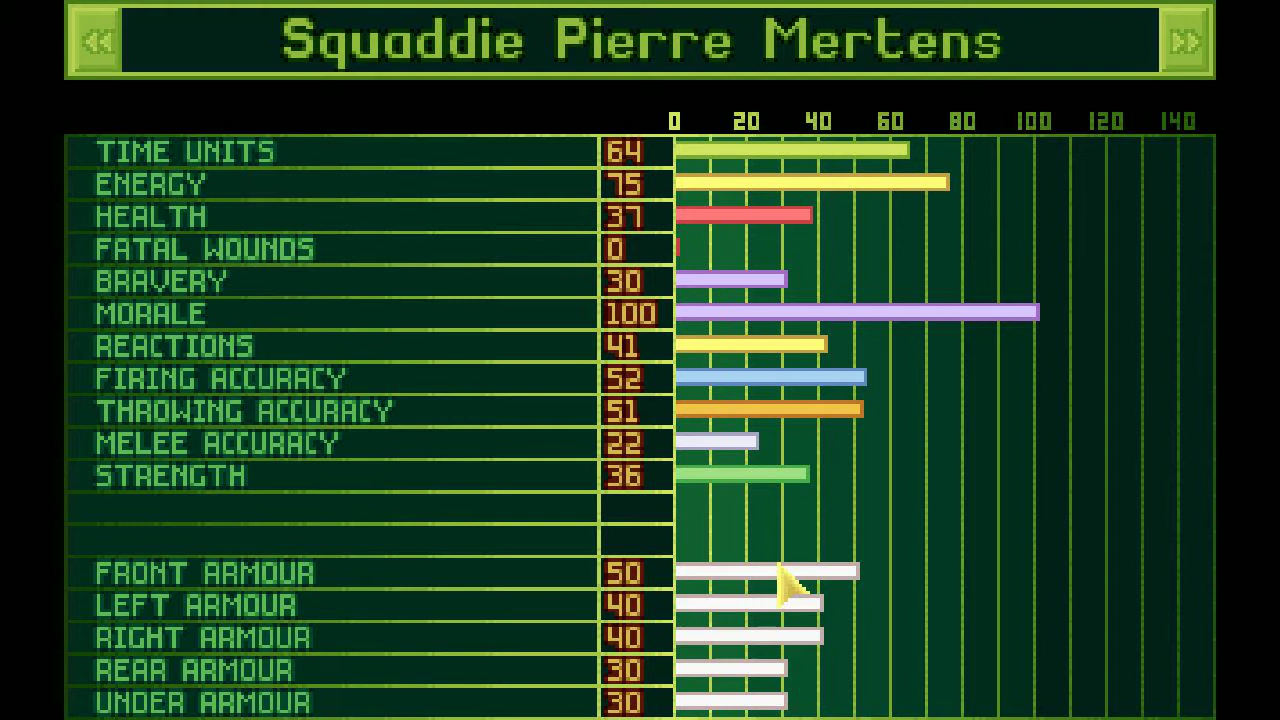 Squaddie Pierre Mertens
0 20 40 60 80 100 120 140
TIME UNITS 64
ENERGY 75
HEALTH 37
FATAL WOUNDS 0
BRAVERY 30
MORALE 100
REACTIONS 41
FIRING ACCURACY 52
THROWING ACCURACY 51
MELEE ACCURACY 22
STRENGTH 36
FRONT ARMOUR 50
LEFT ARMOUR 40
RIGHT ARMOUR 40
REAR ARMOUR 30
UNDER ARMOUR 30